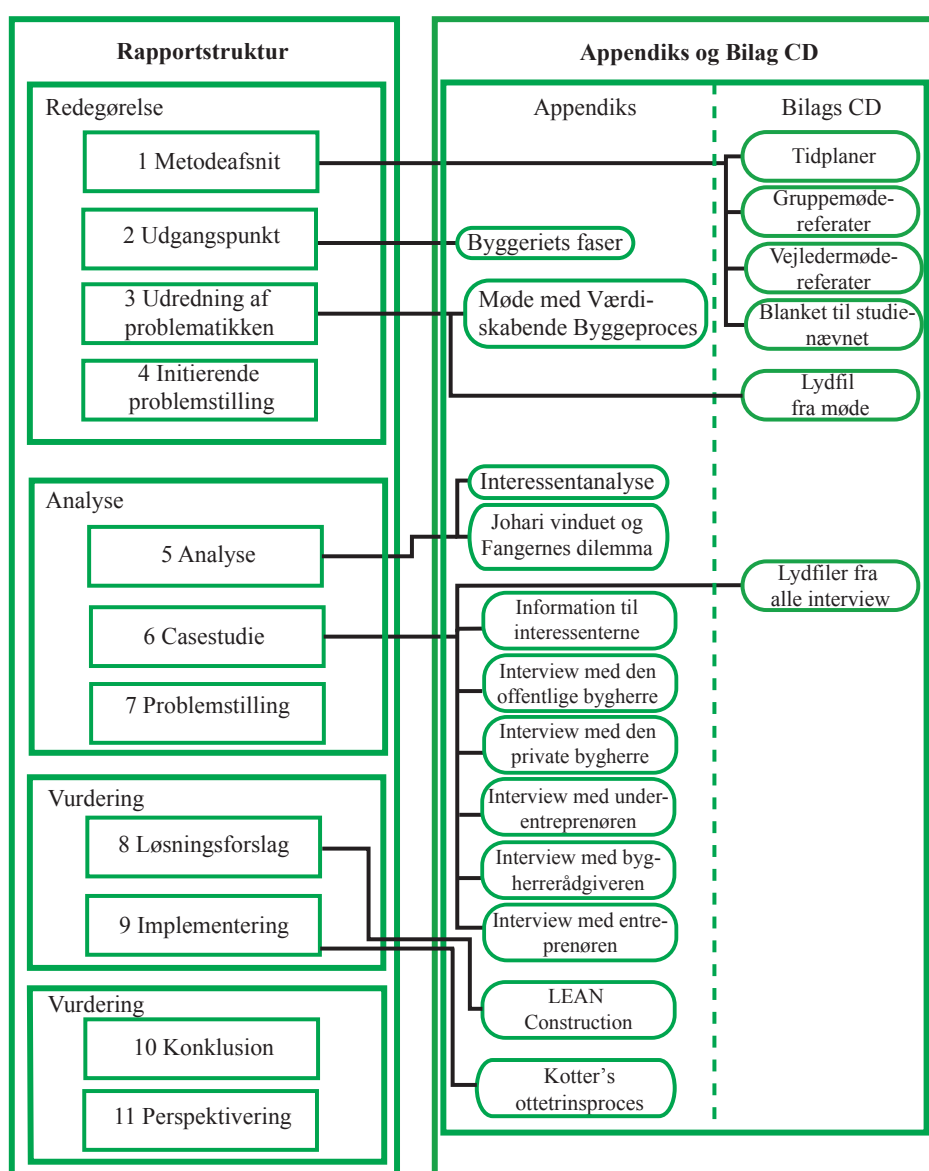 Rapportstruktur
Redegørelse
1 Metodeafsnit
2 Udgangspunkt
3 Udredning af
problematikken
4 Initierende
problemstilling
Analyse
5 Analyse
6 Casestudie
7 Problemstilling
Vurdering
8 Løsningsforslag
9 Implementering
Vurdering
10 Konklusion
11 Perspektivering
Appendiks og Bilag CD
Appendiks
Byggeriets faser
Møde med Værdi-
skabende Byggeproces
Interessentanalyse
Johari vinduet og
Fangernes dilemma
Information til
interessenterne
Interview med den
offentlige bygherre
Interview med den
private bygherre
Interview med under-
entreprenøren
Interview med byg-
herrerådgiveren
Interview med entre-
prenøren
LEAN
Construction
Kotter's
ottetrinsproces
Bilags CD
Tidplaner
Gruppemøde-
referater
Vejledermøde-
referater
Blanket til studie-
nævnet
Lydfil
fra møde
Lydfiler fra
alle interview